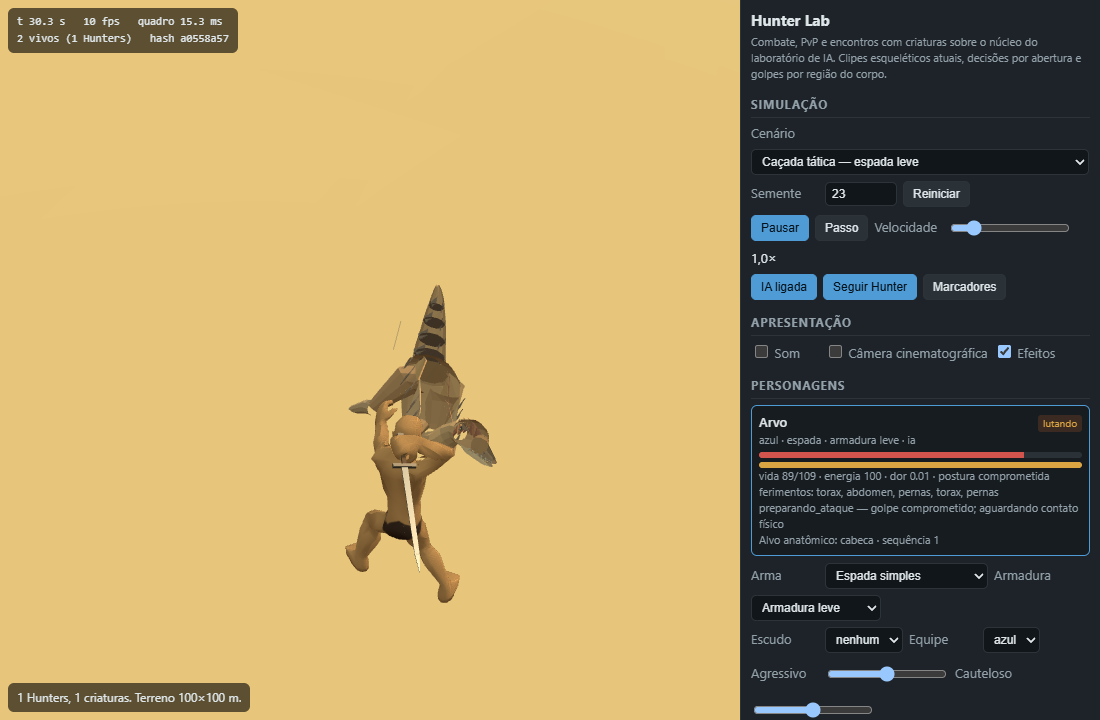 t 30.3 s 10 fps quadro 15.3 ms
2 vivos (1 Hunters) hash a0558a57
1 Hunters, 1 criaturas. Terreno 100×100 m.
Hunter Lab
Combate, PvP e encontros com criaturas sobre o núcleo do
laboratório de IA. Clipes esqueléticos atuais, decisões por abertura e
golpes por região do corpo.
SIMULAÇÃO
Cenário
Caçada tática — espada leve
Semente 23 Reiniciar
Pausar Passo Velocidade
1,0×
IA ligada Seguir Hunter Marcadores
APRESENTAÇÃO
Som Câmera cinematográfica Efeitos
PERSONAGENS
Arvo lutando
azul · espada · armadura leve · ia
vida 89/109 · energia 100 · dor 0.01 · postura comprometida
ferimentos: torax, abdomen, pernas, torax, pernas
preparando_ataque — golpe comprometido; aguardando contato
físico
Alvo anatômico: cabeca · sequência 1
Arma Espada simples Armadura
Armadura leve
Escudo nenhum Equipe azul
Agressivo Cauteloso